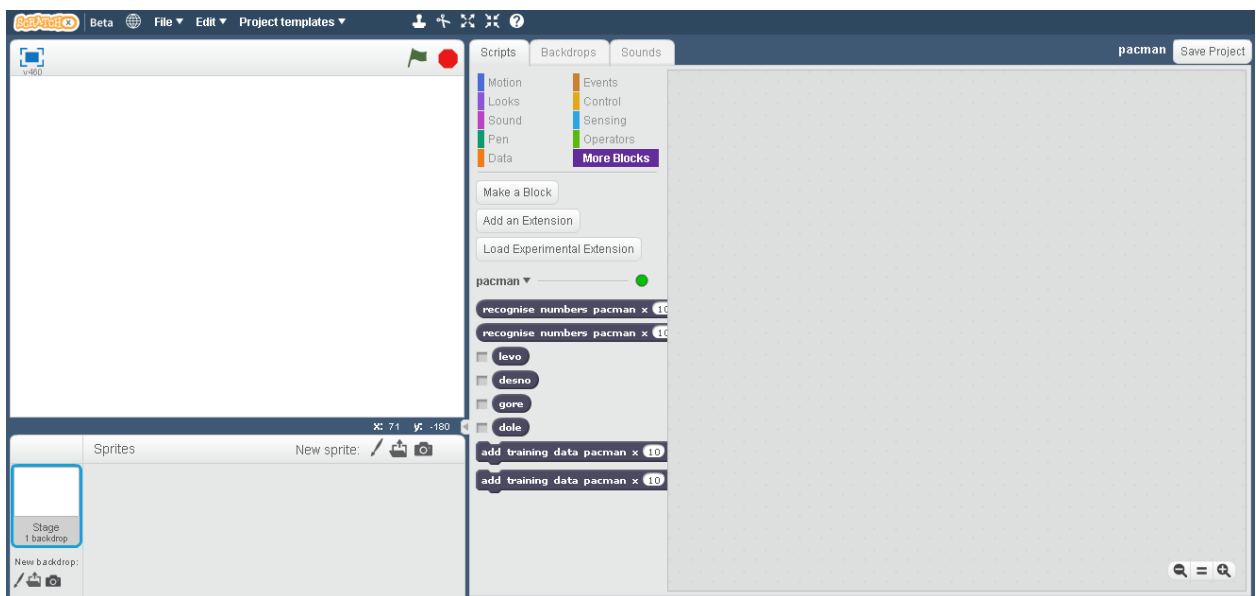 SCRATCHX Beta File Edit Project templates
v460
Scripts Backdrops Sounds
pacman Save Project
Motion Events
Looks Control
Sound Sensing
Pen Operators
Data More Blocks
Make a Block
Add an Extension
Load Experimental Extension
pacman
recognise numbers pacman x 10
recognise numbers pacman x 10
levo
desno
gore
dole
add training data pacman x 10
add training data pacman x 10
X: 71 y: -180
Sprites New sprite:
Stage
1 backdrop
New backdrop: